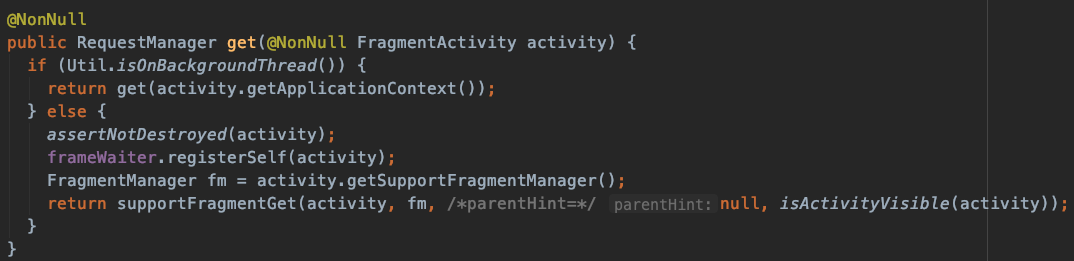 @NonNull
public RequestManager get(@NonNull FragmentActivity activity) {
if (Util.isOnBackgroundThread()) {
return get(activity.getApplicationContext());
} else {
assertNotDestroyed(activity);
frameWaiter.registerSelf(activity);
FragmentManager fm = activity.getSupportFragmentManager();
return supportFragmentGet(activity, fm, /*parentHint=*/ parentHint: null, isActivityVisible(activity));
}
}